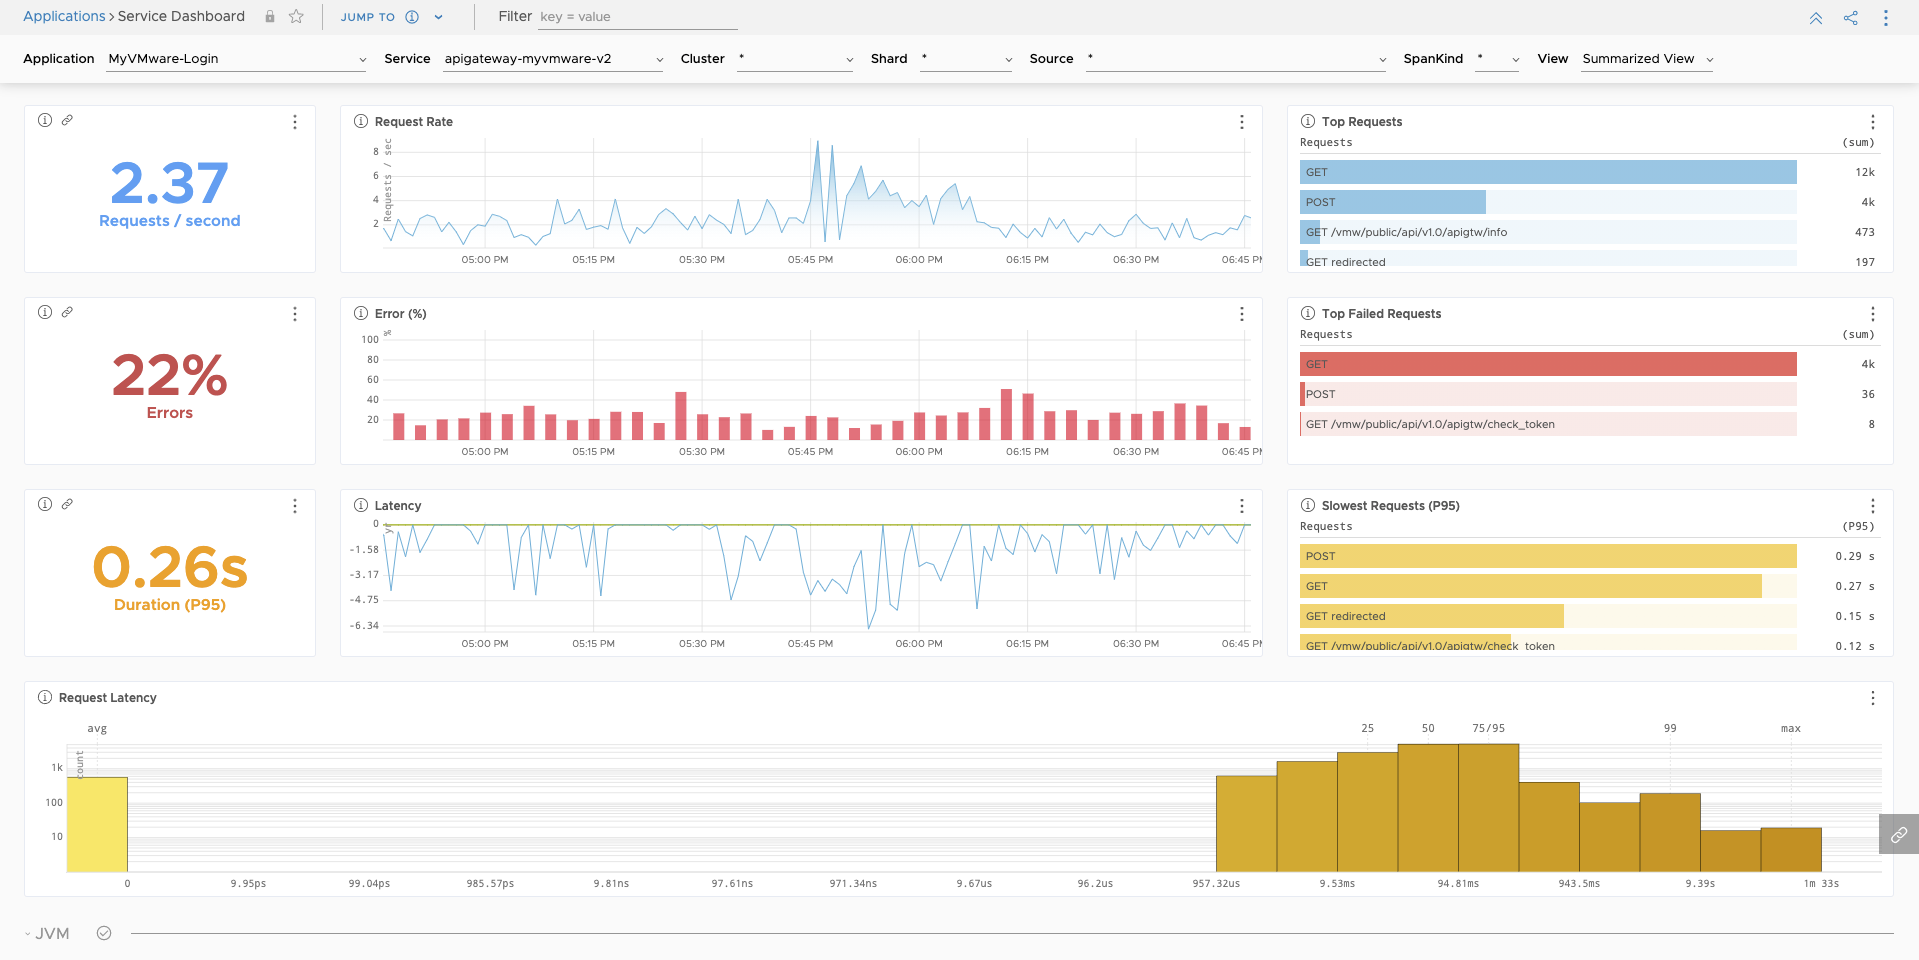 Applications > Service Dashboard JUMP TO Filter key = value
Application MyVMware-Login Service apigateway-myvmware-v2 Cluster * Shard * Source * SpanKind * View Summarized View
2.37
Requests / second
Request Rate
Requests / sec
8
6
4
2
05:00 PM 05:15 PM 05:30 PM 05:45 PM 06:00 PM 06:15 PM 06:30 PM 06:45 PM
Top Requests
Requests (sum)
GET 12k
POST 4k
GET /vmw/public/api/v1.0/apigtw/info 473
GET redirected 197
22%
Errors
Error (%)
100
80
60
40
20
05:00 PM 05:15 PM 05:30 PM 05:45 PM 06:00 PM 06:15 PM 06:30 PM 06:45 PM
Top Failed Requests
Requests (sum)
GET 4k
POST 36
GET /vmw/public/api/v1.0/apigtw/check_token 8
0.26s
Duration (P95)
Latency
yr
0
-1.58
-3.17
-4.75
-6.34
05:00 PM 05:15 PM 05:30 PM 05:45 PM 06:00 PM 06:15 PM 06:30 PM 06:45 PM
Slowest Requests (P95)
Requests (P95)
POST 0.29 s
GET 0.27 s
GET redirected 0.15 s
GET /vmw/public/api/v1.0/apigtw/check_token 0.12 s
Request Latency
avg 25 50 75/95 99 max
count
1k
100
10
0 9.95ps 99.04ps 985.57ps 9.81ns 97.61ns 971.34ns 9.67us 96.2us 957.32us 9.53ms 94.81ms 943.5ms 9.39s 1m 33s
JVM